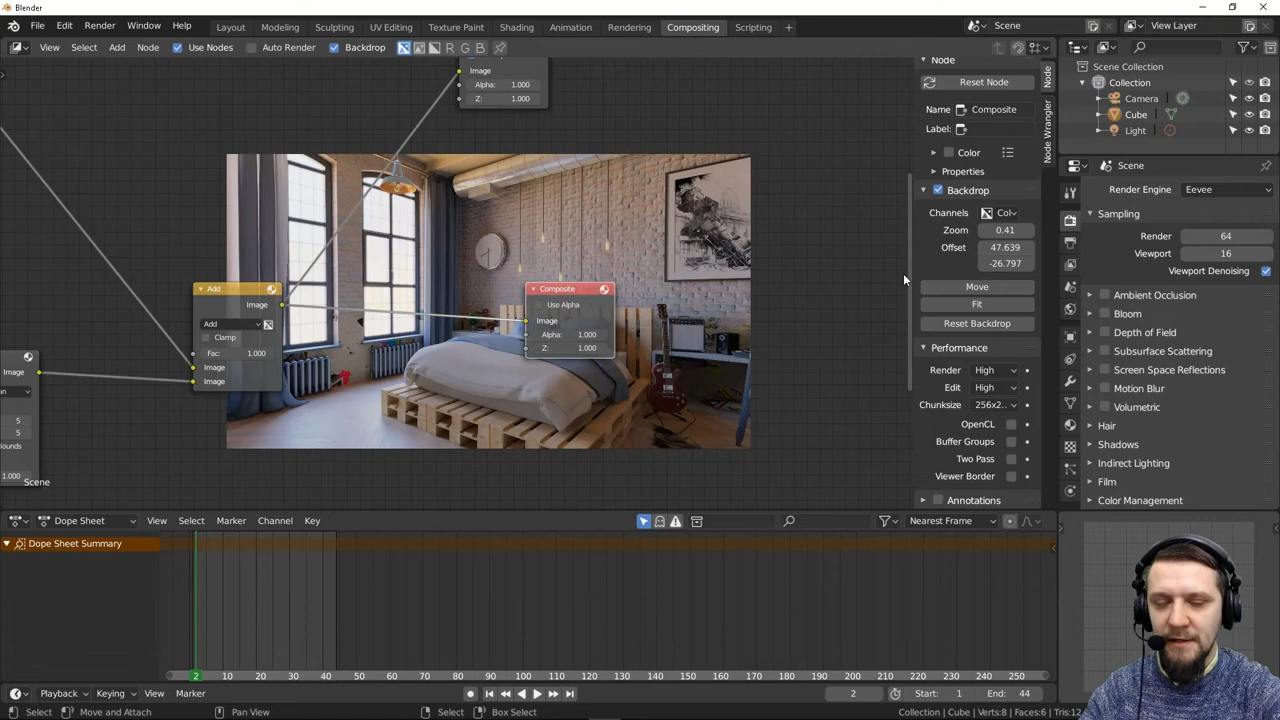 Blender
File Edit Render Window Help Layout Modeling Sculpting UV Editing Texture Paint Shading Animation Rendering Compositing Scripting + Scene View Layer
View Select Add Node Use Nodes Auto Render Backdrop R G B
Image
Alpha: 1.000
Z: 1.000
Add
Image
Add
Clamp
Fac: 1.000
Image
Image
Composite
Use Alpha
Image
Alpha: 1.000
Z: 1.000
Image
an
5
5
ounds
1.000
Scene
Node
Reset Node
Name Composite
Label:
Color
Properties
Backdrop
Channels Col
Zoom 0.41
Offset 47.639
-26.797
Move
Fit
Reset Backdrop
Performance
Render High
Edit High
Chunksize 256x2..
OpenCL
Buffer Groups
Two Pass
Viewer Border
Annotations
Node
Node Wrangler
Scene Collection
Collection
Camera
Cube
Light
Scene
Render Engine Eevee
Sampling
Render 64
Viewport 16
Viewport Denoising
Ambient Occlusion
Bloom
Depth of Field
Subsurface Scattering
Screen Space Reflections
Motion Blur
Volumetric
Hair
Shadows
Indirect Lighting
Film
Color Management
Dope Sheet View Select Marker Channel Key Nearest Frame
Dope Sheet Summary
2 10 20 30 40 50 60 70 80 90 100 110 120 130 140 150 160 170 180 190 200 210 220 230 240 250
Playback Keying View Marker 2 Start: 1 End: 44
Select Move and Attach Pan View Select Box Select Collection | Cube | Verts:8 | Faces:6 | Tris:12